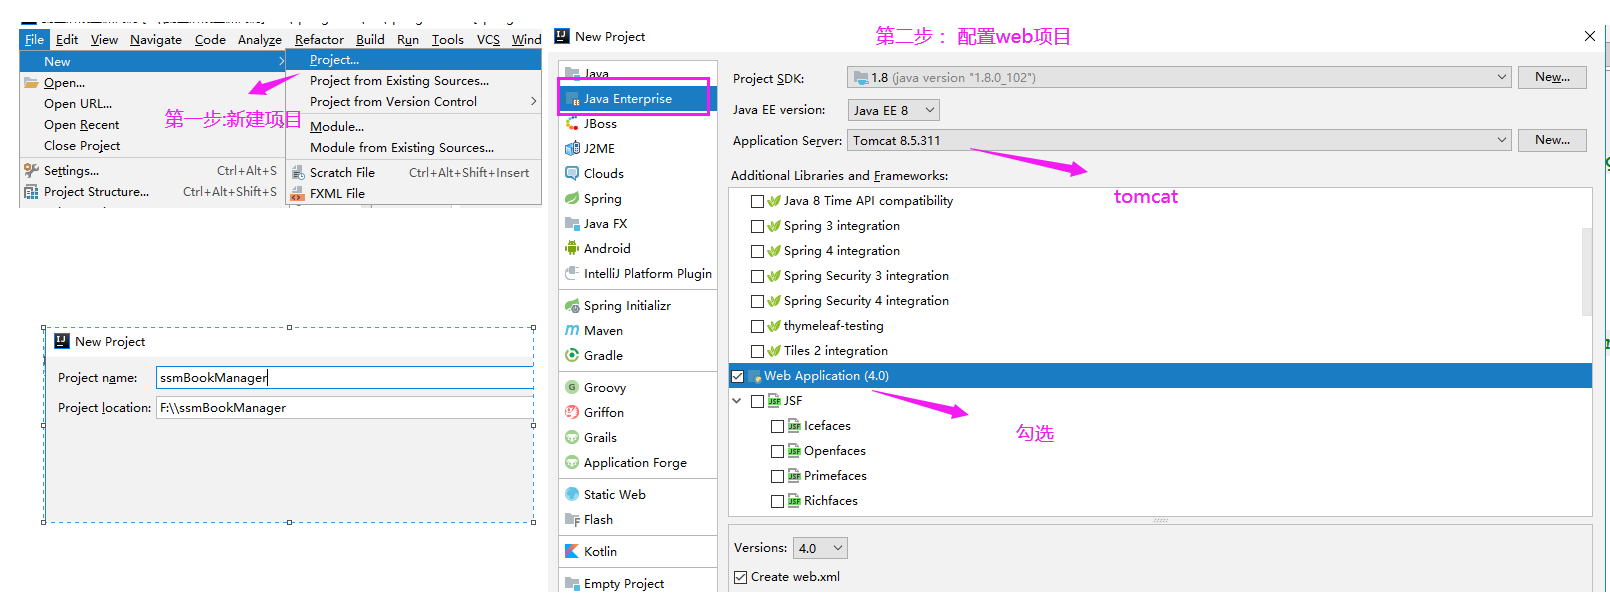 File Edit View Navigate Code Analyze Refactor Build Run Tools VCS Wind
New
Project...
Open...
Project from Existing Sources...
Open URL...
Project from Version Control
Open Recent
第一步:新建项目
Module...
Close Project
Module from Existing Sources...
Settings... Ctrl+Alt+S
Scratch File Ctrl+Alt+Shift+Insert
Project Structure... Ctrl+Alt+Shift+S
FXML File
New Project
Project name: ssmBookManager
Project location: F:\\ssmBookManager
New Project
第二步： 配置web项目
Java
Java Enterprise
JBoss
J2ME
Clouds
Spring
Java FX
Android
IntelliJ Platform Plugin
Spring Initializr
Maven
Gradle
Groovy
Griffon
Grails
Application Forge
Static Web
Flash
Kotlin
Empty Project
Project SDK: 1.8 (java version "1.8.0_102") New...
Java EE version: Java EE 8
Application Server: Tomcat 8.5.311 New...
tomcat
Additional Libraries and Frameworks:
Java 8 Time API compatibility
Spring 3 integration
Spring 4 integration
Spring Security 3 integration
Spring Security 4 integration
thymeleaf-testing
Tiles 2 integration
Web Application (4.0)
勾选
JSF
Icefaces
Openfaces
Primefaces
Richfaces
Versions: 4.0
Create web.xml